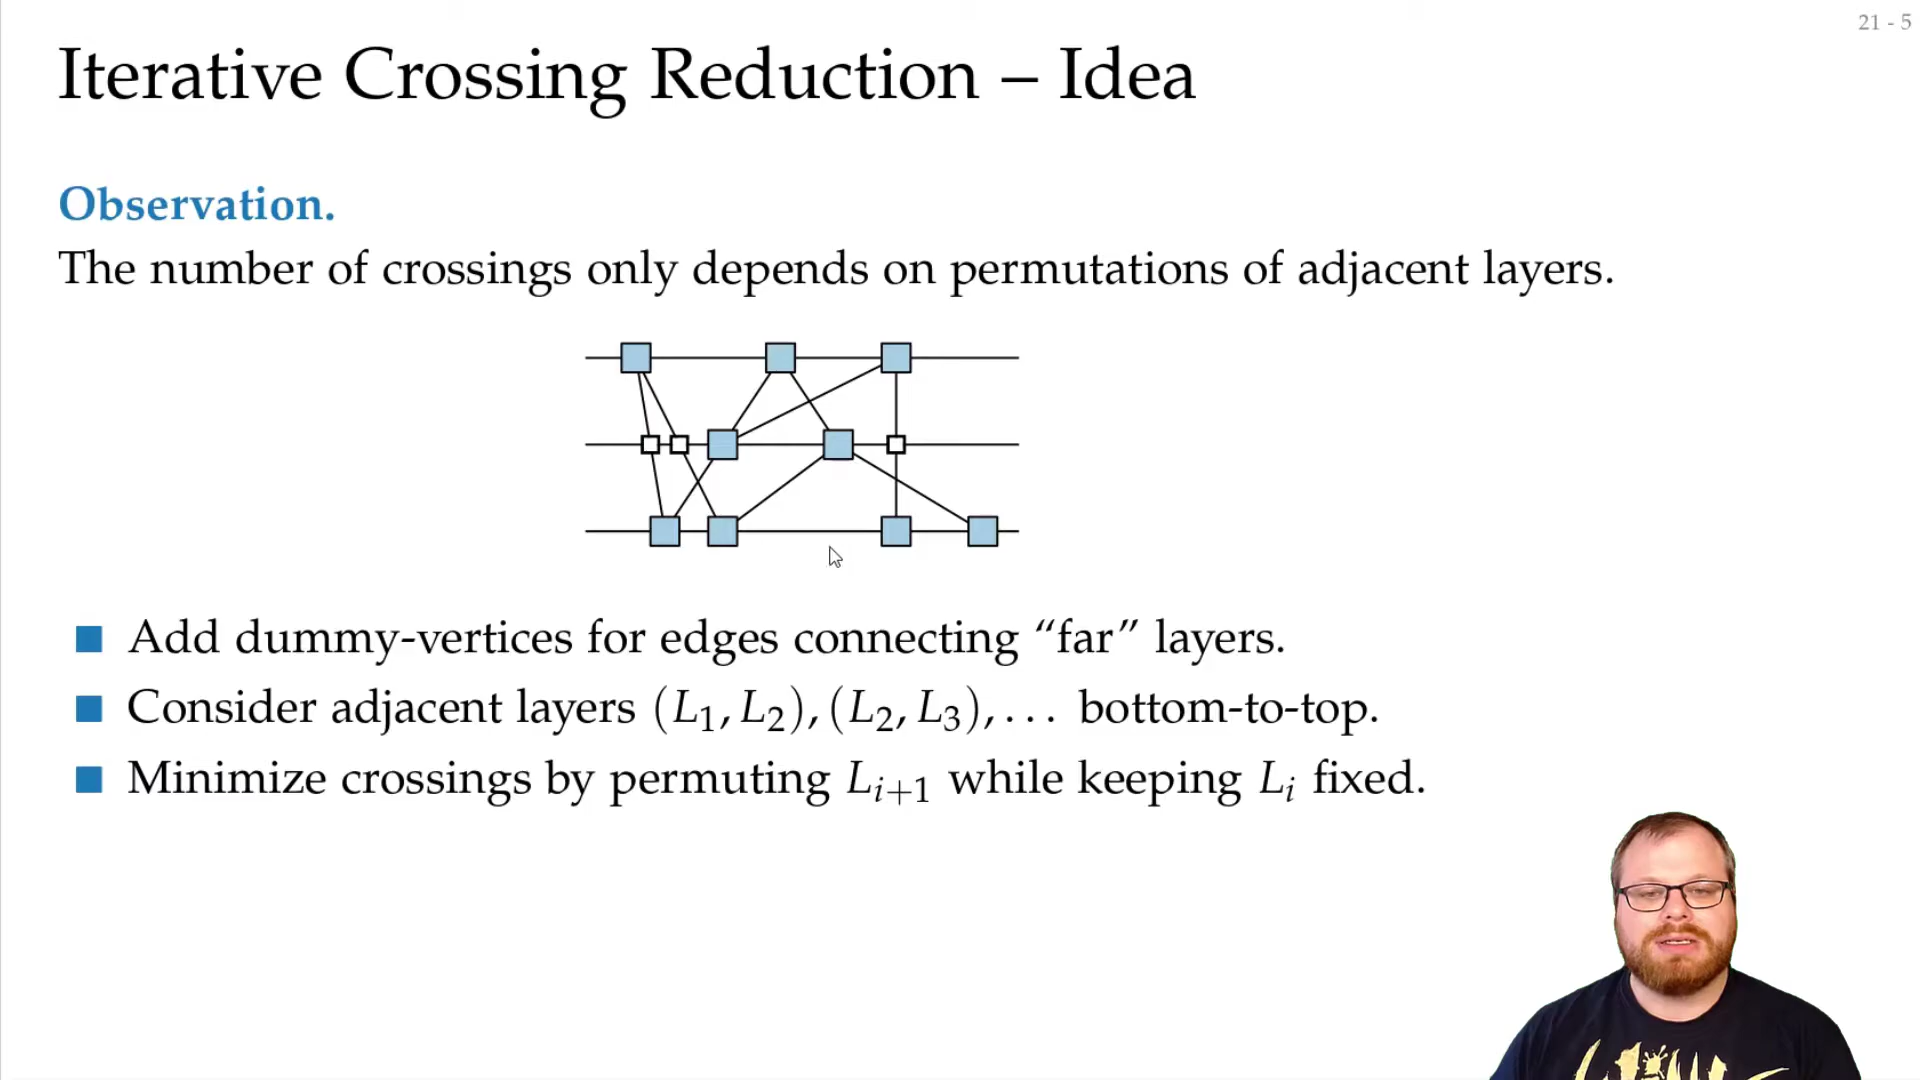 21 - 5
Iterative Crossing Reduction – Idea
Observation.
The number of crossings only depends on permutations of adjacent layers.
Add dummy-vertices for edges connecting “far” layers.
Consider adjacent layers (L₁, L₂), (L₂, L₃), . . . bottom-to-top.
Minimize crossings by permuting Lᵢ₊₁ while keeping Lᵢ fixed.